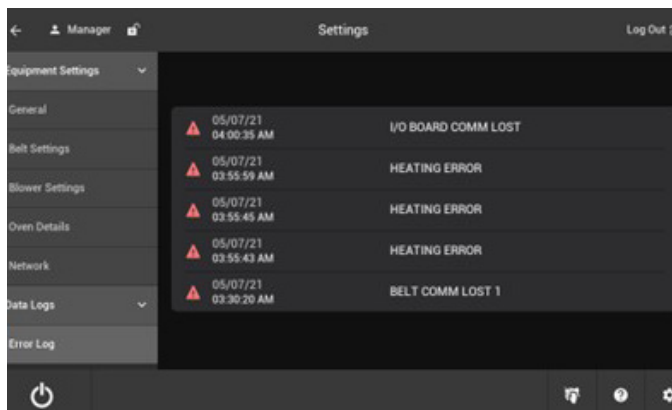 Manager
Settings
Log Out
Equipment Settings
General
Belt Settings
Blower Settings
Oven Details
Network
Data Logs
Error Log
05/07/21
04:00:35 AM
I/O BOARD COMM LOST
05/07/21
03:55:59 AM
HEATING ERROR
05/07/21
03:55:45 AM
HEATING ERROR
05/07/21
03:55:43 AM
HEATING ERROR
05/07/21
03:30:20 AM
BELT COMM LOST 1